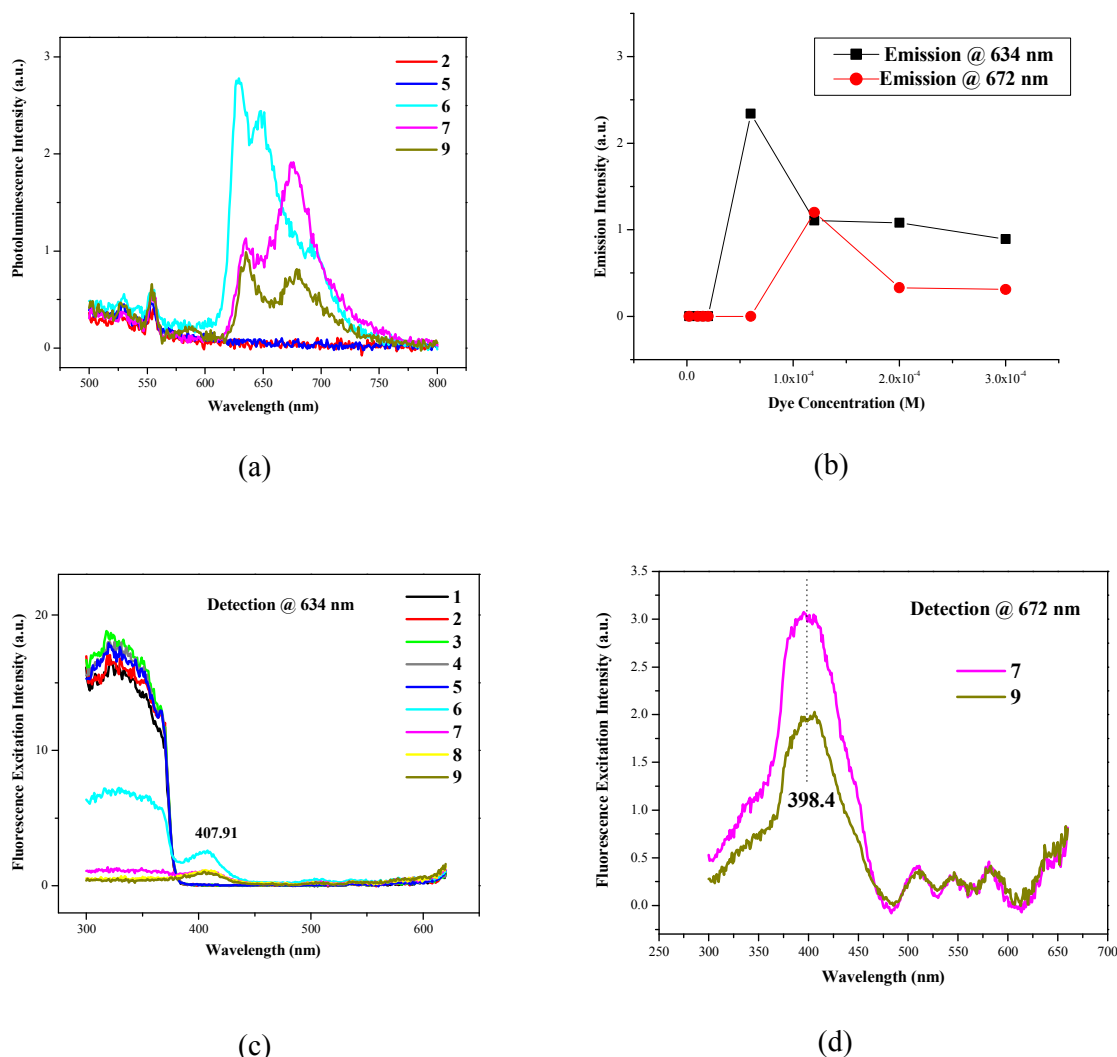 Photoluminescence Intensity (a.u.)
3
2
1
0
500 550 600 650 700 750 800
Wavelength (nm)
2
5
6
7
9
(a)
Emission Intensity (a.u.)
3
2
1
0
0.0 1.0x10⁻⁴ 2.0x10⁻⁴ 3.0x10⁻⁴
Dye Concentration (M)
Emission @ 634 nm
Emission @ 672 nm
(b)
Fluorescence Excitation Intensity (a.u.)
20
10
0
300 400 500 600
Wavelength (nm)
Detection @ 634 nm
1
2
3
4
5
6
7
8
9
407.91
(c)
Fluorescence Excitation Intensity (a.u.)
3.5
3.0
2.5
2.0
1.5
1.0
0.5
0.0
250 300 350 400 450 500 550 600 650 700
Wavelength (nm)
Detection @ 672 nm
7
9
398.4
(d)